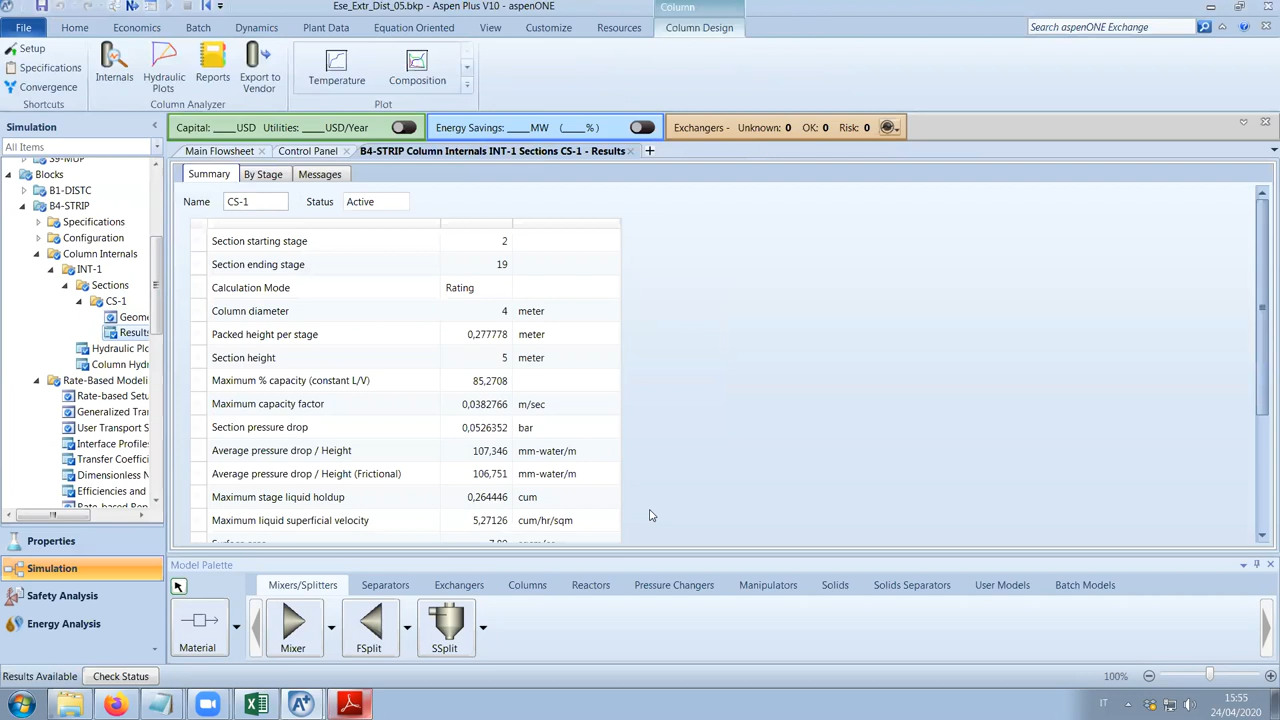 Column
Ese_Extr_Dist_05.bkp - Aspen Plus V10 - aspenONE
File Home Economics Batch Dynamics Plant Data Equation Oriented View Customize Resources Column Design Search aspenONE Exchange
Setup
Specifications
Convergence
Shortcuts
Internals
Hydraulic Plots
Reports
Export to Vendor
Column Analyzer
Temperature
Composition
Plot
Simulation
Capital: ____USD Utilities: ____USD/Year
Energy Savings: ____MW (____%)
Exchangers - Unknown: 0 OK: 0 Risk: 0
All Items
Main Flowsheet Control Panel B4-STRIP Column Internals INT-1 Sections CS-1 - Results
S9-MUP
Blocks
B1-DISTC
B4-STRIP
Specifications
Configuration
Column Internals
INT-1
Sections
CS-1
Geome
Results
Hydraulic Plo
Column Hydr
Rate-Based Modeli
Rate-based Setu
Generalized Tra
User Transport S
Interface Profiles
Transfer Coeffici
Dimensionless N
Efficiencies and
Summary By Stage Messages
Name CS-1 Status Active
Section starting stage 2
Section ending stage 19
Calculation Mode Rating
Column diameter 4 meter
Packed height per stage 0,277778 meter
Section height 5 meter
Maximum % capacity (constant L/V) 85,2708
Maximum capacity factor 0,0382766 m/sec
Section pressure drop 0,0526352 bar
Average pressure drop / Height 107,346 mm-water/m
Average pressure drop / Height (Frictional) 106,751 mm-water/m
Maximum stage liquid holdup 0,264446 cum
Maximum liquid superficial velocity 5,27126 cum/hr/sqm
Properties
Simulation
Safety Analysis
Energy Analysis
Model Palette
Mixers/Splitters Separators Exchangers Columns Reactors Pressure Changers Manipulators Solids Solids Separators User Models Batch Models
Material
Mixer
FSplit
SSplit
Results Available Check Status 100%
IT 15:55
24/04/2020